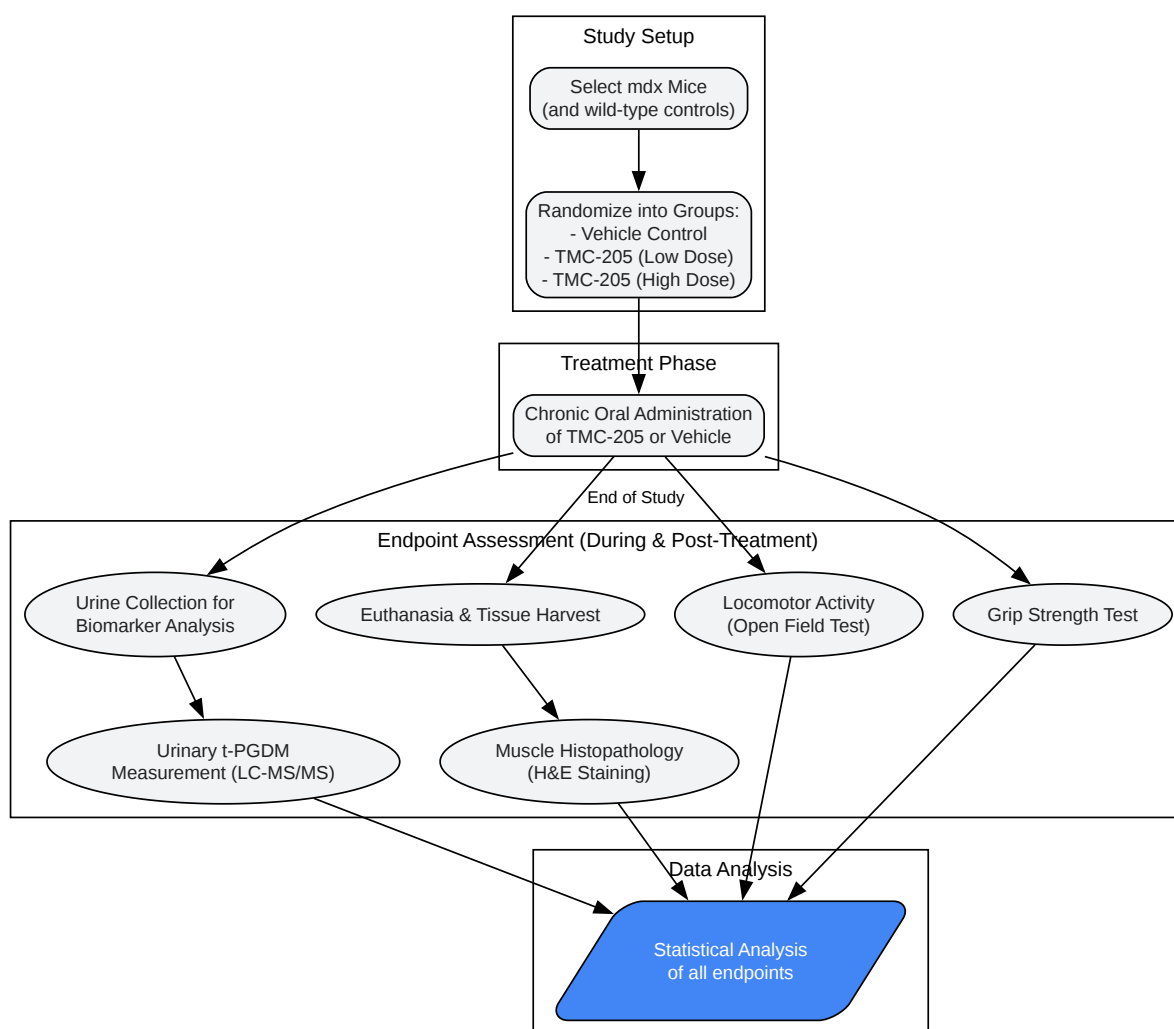 Study Setup
Select mdx Mice
(and wild-type controls)
Randomize into Groups:
- Vehicle Control
- TMC-205 (Low Dose)
- TMC-205 (High Dose)
Treatment Phase
Chronic Oral Administration
of TMC-205 or Vehicle
End of Study
Endpoint Assessment (During & Post-Treatment)
Urine Collection for
Biomarker Analysis
Euthanasia & Tissue Harvest
Locomotor Activity
(Open Field Test)
Grip Strength Test
Urinary t-PGDM
Measurement (LC-MS/MS)
Muscle Histopathology
(H&E Staining)
Data Analysis
Statistical Analysis
of all endpoints